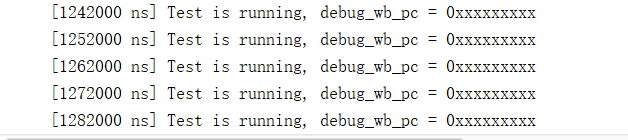 [1242000 ns] Test is running, debug_wb_pc = 0xxxxxxxxx
[1252000 ns] Test is running, debug_wb_pc = 0xxxxxxxxx
[1262000 ns] Test is running, debug_wb_pc = 0xxxxxxxxx
[1272000 ns] Test is running, debug_wb_pc = 0xxxxxxxxx
[1282000 ns] Test is running, debug_wb_pc = 0xxxxxxxxx